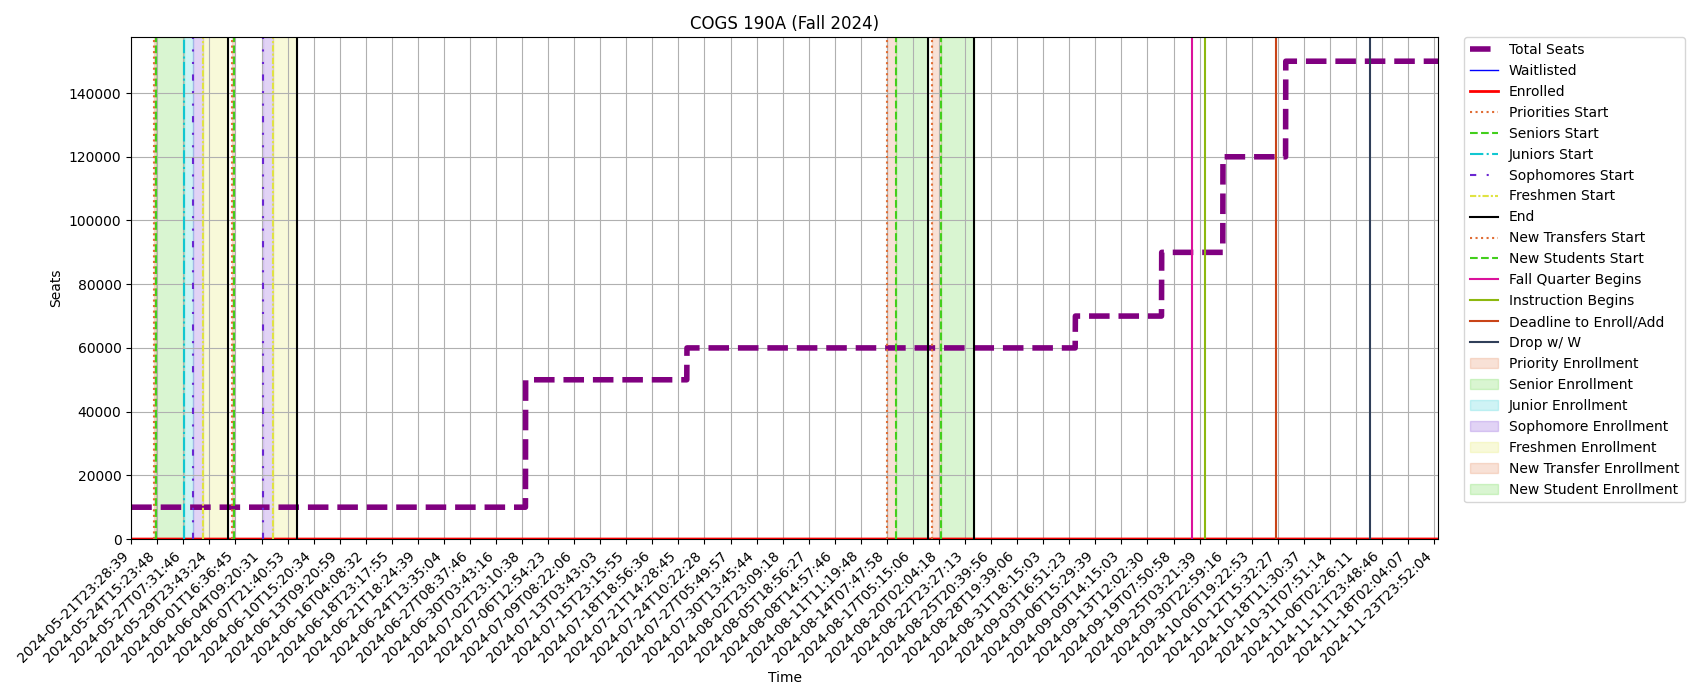 COGS 190A (Fall 2024)
Seats
140000
120000
100000
80000
60000
40000
20000
0
2024-05-21T23:28:39
2024-05-24T15:23:48
2024-05-27T07:31:46
2024-05-29T23:43:24
2024-06-01T16:36:45
2024-06-04T09:20:31
2024-06-07T21:40:53
2024-06-10T15:20:34
2024-06-13T09:20:59
2024-06-16T04:08:32
2024-06-18T23:17:55
2024-06-21T18:24:39
2024-06-24T13:35:04
2024-06-27T08:37:46
2024-06-30T03:43:16
2024-07-02T23:10:38
2024-07-06T12:54:23
2024-07-09T08:22:06
2024-07-13T03:43:03
2024-07-15T23:15:55
2024-07-18T18:56:36
2024-07-21T14:28:45
2024-07-24T10:22:28
2024-07-27T05:49:57
2024-07-30T13:45:44
2024-08-02T23:09:18
2024-08-05T18:56:27
2024-08-08T14:57:46
2024-08-11T11:19:48
2024-08-14T07:47:58
2024-08-17T05:15:06
2024-08-20T02:04:18
2024-08-22T23:27:13
2024-08-25T20:39:56
2024-08-28T19:39:06
2024-08-31T18:15:03
2024-09-03T16:51:23
2024-09-06T15:29:39
2024-09-09T14:15:03
2024-09-13T12:02:30
2024-09-19T07:50:58
2024-09-25T03:21:39
2024-09-30T22:59:16
2024-10-06T19:22:53
2024-10-12T15:32:27
2024-10-18T11:30:37
2024-10-31T07:51:14
2024-11-06T03:26:11
2024-11-11T23:48:46
2024-11-18T02:04:07
2024-11-23T23:52:04
Time
Total Seats
Waitlisted
Enrolled
Priorities Start
Seniors Start
Juniors Start
Sophomores Start
Freshmen Start
End
New Transfers Start
New Students Start
Fall Quarter Begins
Instruction Begins
Deadline to Enroll/Add
Drop w/ W
Priority Enrollment
Senior Enrollment
Junior Enrollment
Sophomore Enrollment
Freshmen Enrollment
New Transfer Enrollment
New Student Enrollment